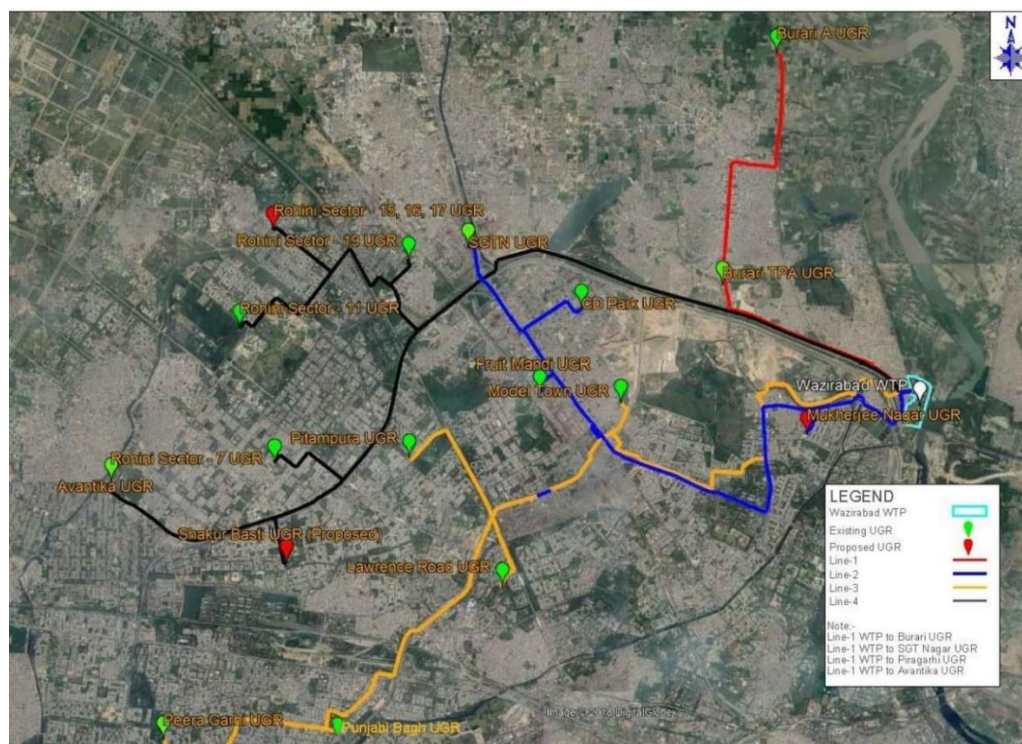 Burari A UGR
N
Rohini Sector - 15, 16, 17 UGR
Rohini Sector - 19 UGR
SGTN UGR
Burari TPA UGR
CD Park UGR
Rohini Sector - 11 UGR
Fruit Mandi UGR
Model Town UGR
Wazirabad WTP
Mukherjee Nagar UGR
Pitampura UGR
Rohini Sector - 7 UGR
Avantika UGR
Shakur Basti UGR (Proposed)
Lawrence Road UGR
Peera Garhi UGR
Punjabi Bagh UGR
Image © 2018 DigitalGlobe
LEGEND
Wazirabad WTP
Existing UGR
Proposed UGR
Line-1
Line-2
Line-3
Line-4
Note:-
Line-1 WTP to Burari UGR
Line-1 WTP to SGT Nagar UGR
Line-1 WTP to Piragarhi UGR
Line-1 WTP to Avantika UGR